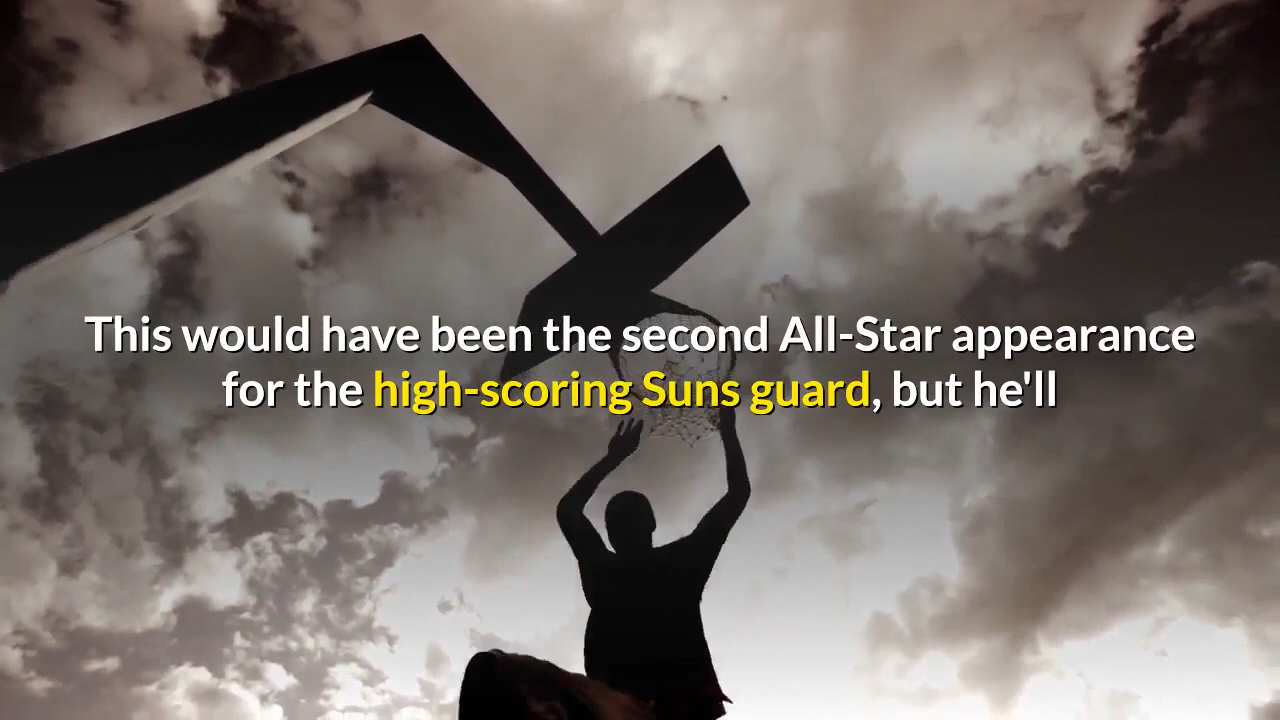 This would have been the second All-Star appearance
for the high-scoring Suns guard, but he'll